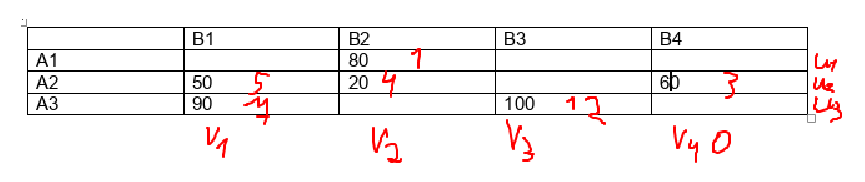 B1 B2 B3 B4
A1 80 1 U1
A2 50 5 20 4 60 3 U2
A3 90 100 12 U3
V1 V2 V3 V4 0